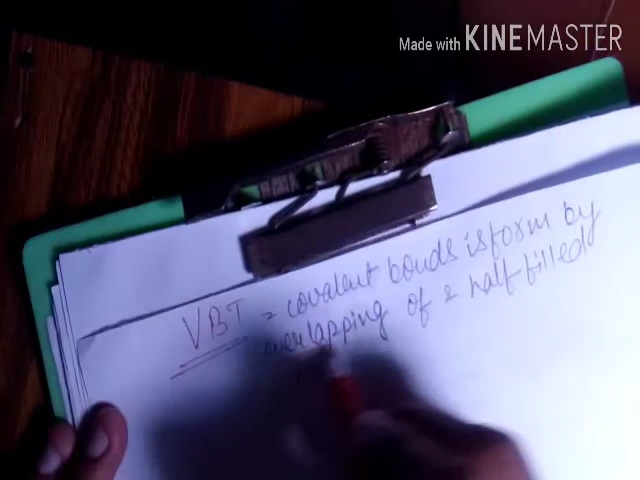 Made with KINEMASTER
VBT = covalent bonds is form by
overlapping of 2 half filled